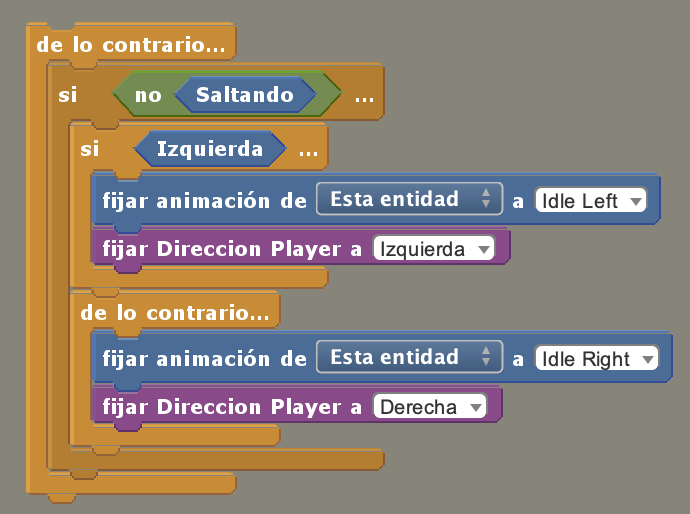 de lo contrario...
si no Saltando ...
si Izquierda ...
fijar animación de Esta entidad a Idle Left
fijar Direccion Player a Izquierda
de lo contrario...
fijar animación de Esta entidad a Idle Right
fijar Direccion Player a Derecha